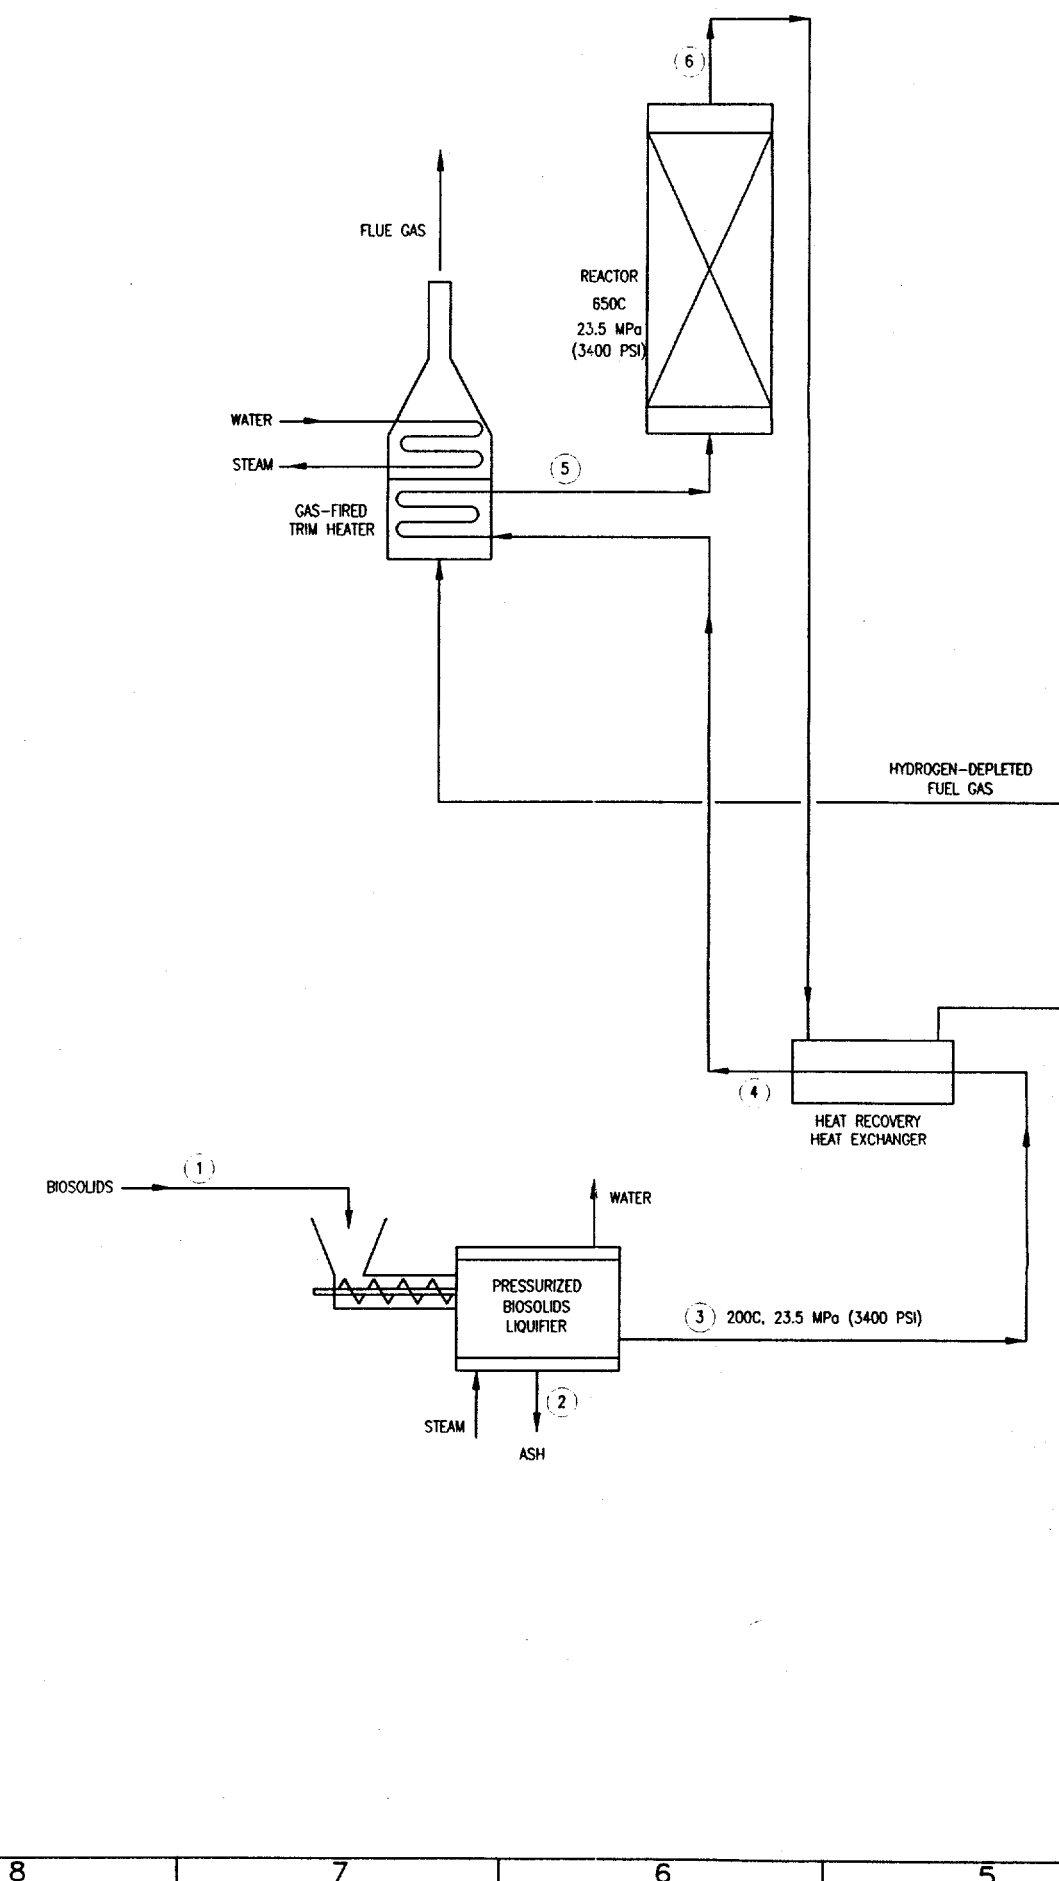 6
FLUE GAS
REACTOR
650C
23.5 MPa
(3400 PSI)
WATER
STEAM
5
GAS-FIRED
TRIM HEATER
HYDROGEN-DEPLETED
FUEL GAS
4
HEAT RECOVERY
HEAT EXCHANGER
1
BIOSOLIDS
WATER
PRESSURIZED
BIOSOLIDS
LIQUIFIER
3 200C, 23.5 MPa (3400 PSI)
2
STEAM
ASH
8 7 6 5